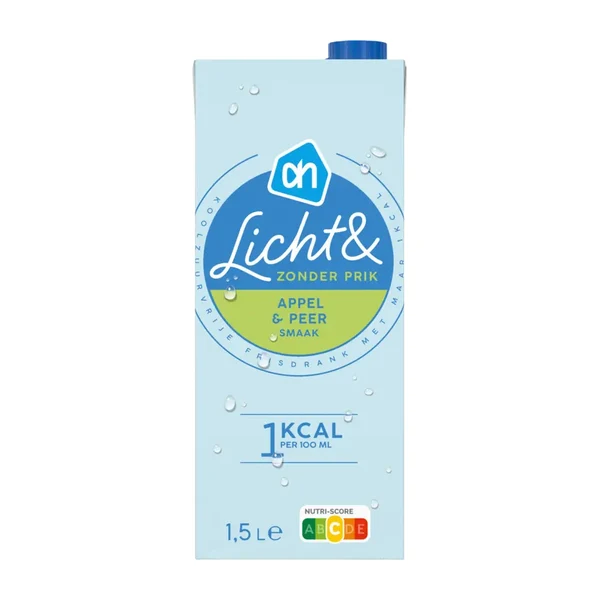 ah
Licht&
ZONDER PRIK
APPEL
& PEER
SMAAK
KOOLZUURVRIJE FRISDRANK MET MAAR 1KCAL
1 KCAL
PER 100 ML
NUTRI-SCORE
A B C D E
1,5 L e